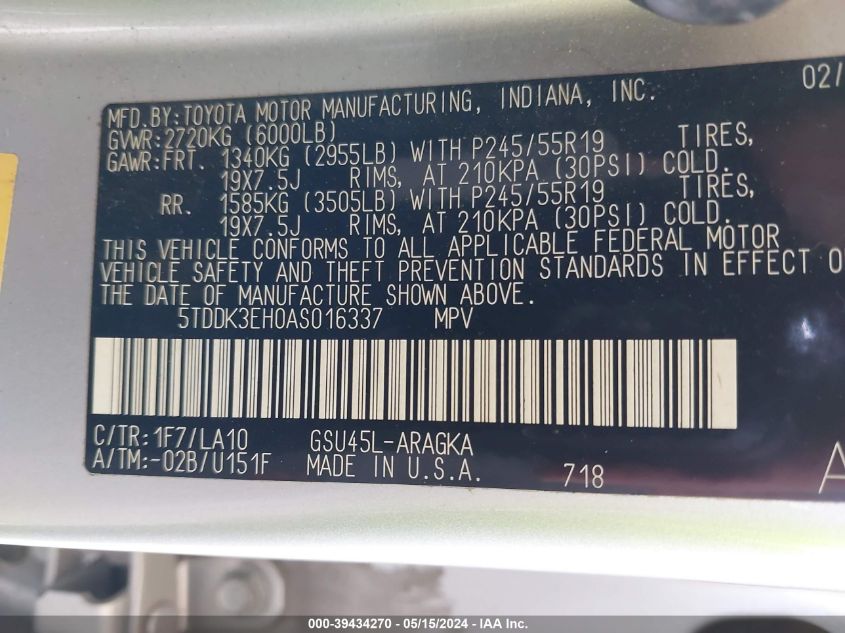 02/
MFD.BY:TOYOTA MOTOR MANUFACTURING, INDIANA, INC.
GVWR:2720KG (6000LB)
GAWR:FRT. 1340KG (2955LB) WITH P245/55R19 TIRES,
19X7.5J RIMS, AT 210KPA (30PSI) COLD.
RR. 1585KG (3505LB) WITH P245/55R19 TIRES,
19X7.5J RIMS, AT 210KPA (30PSI) COLD.
THIS VEHICLE CONFORMS TO ALL APPLICABLE FEDERAL MOTOR
VEHICLE SAFETY AND THEFT PREVENTION STANDARDS IN EFFECT O
THE DATE OF MANUFACTURE SHOWN ABOVE.
5TDDK3EH0AS016337 MPV
C/TR:1F7/LA10 GSU45L-ARAGKA
A/TM:-02B/U151F MADE IN U.S.A. 718 A
000-39434270 - 05/15/2024 - IAA Inc.